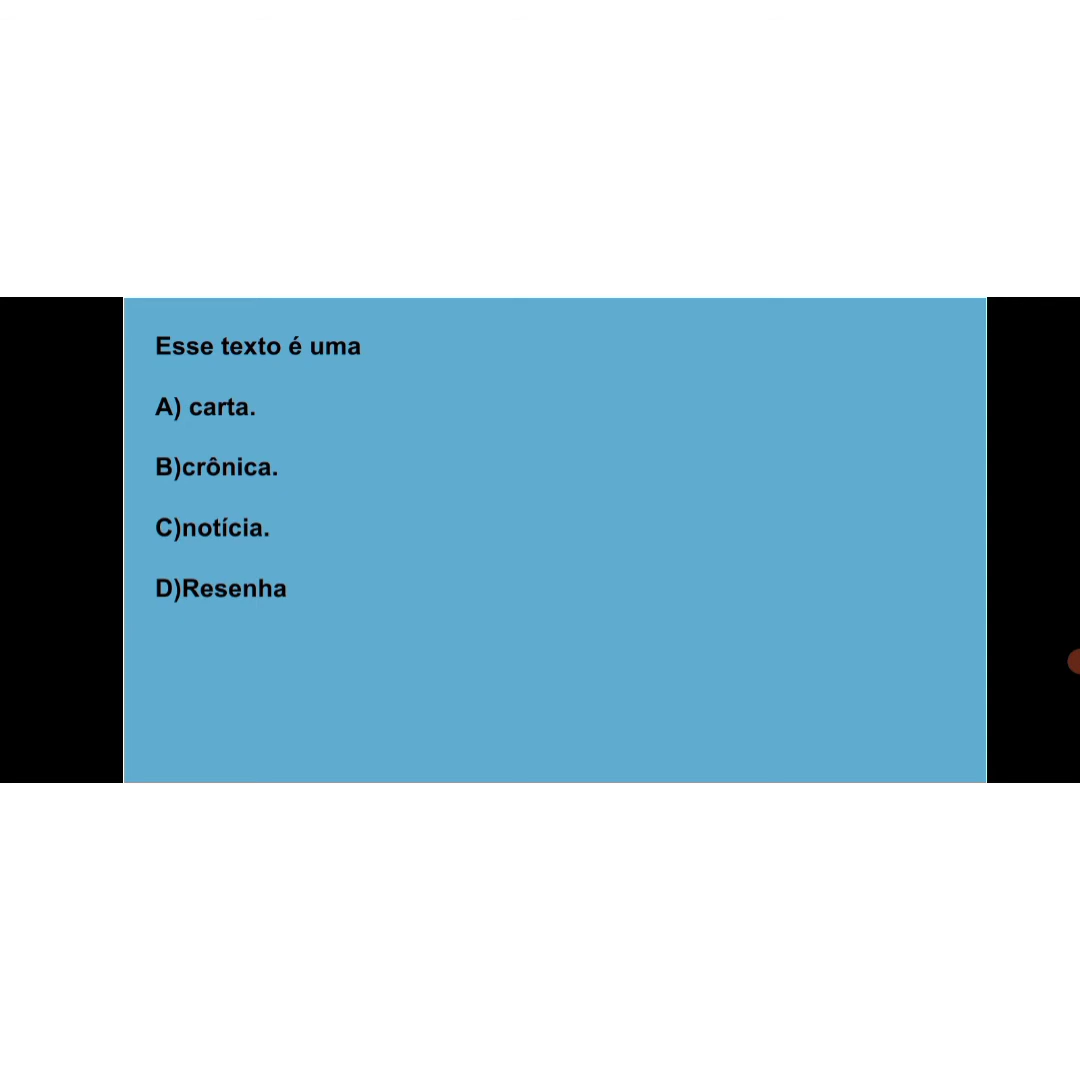 Esse texto é uma
A) carta.
B)crônica.
C)notícia.
D)Resenha